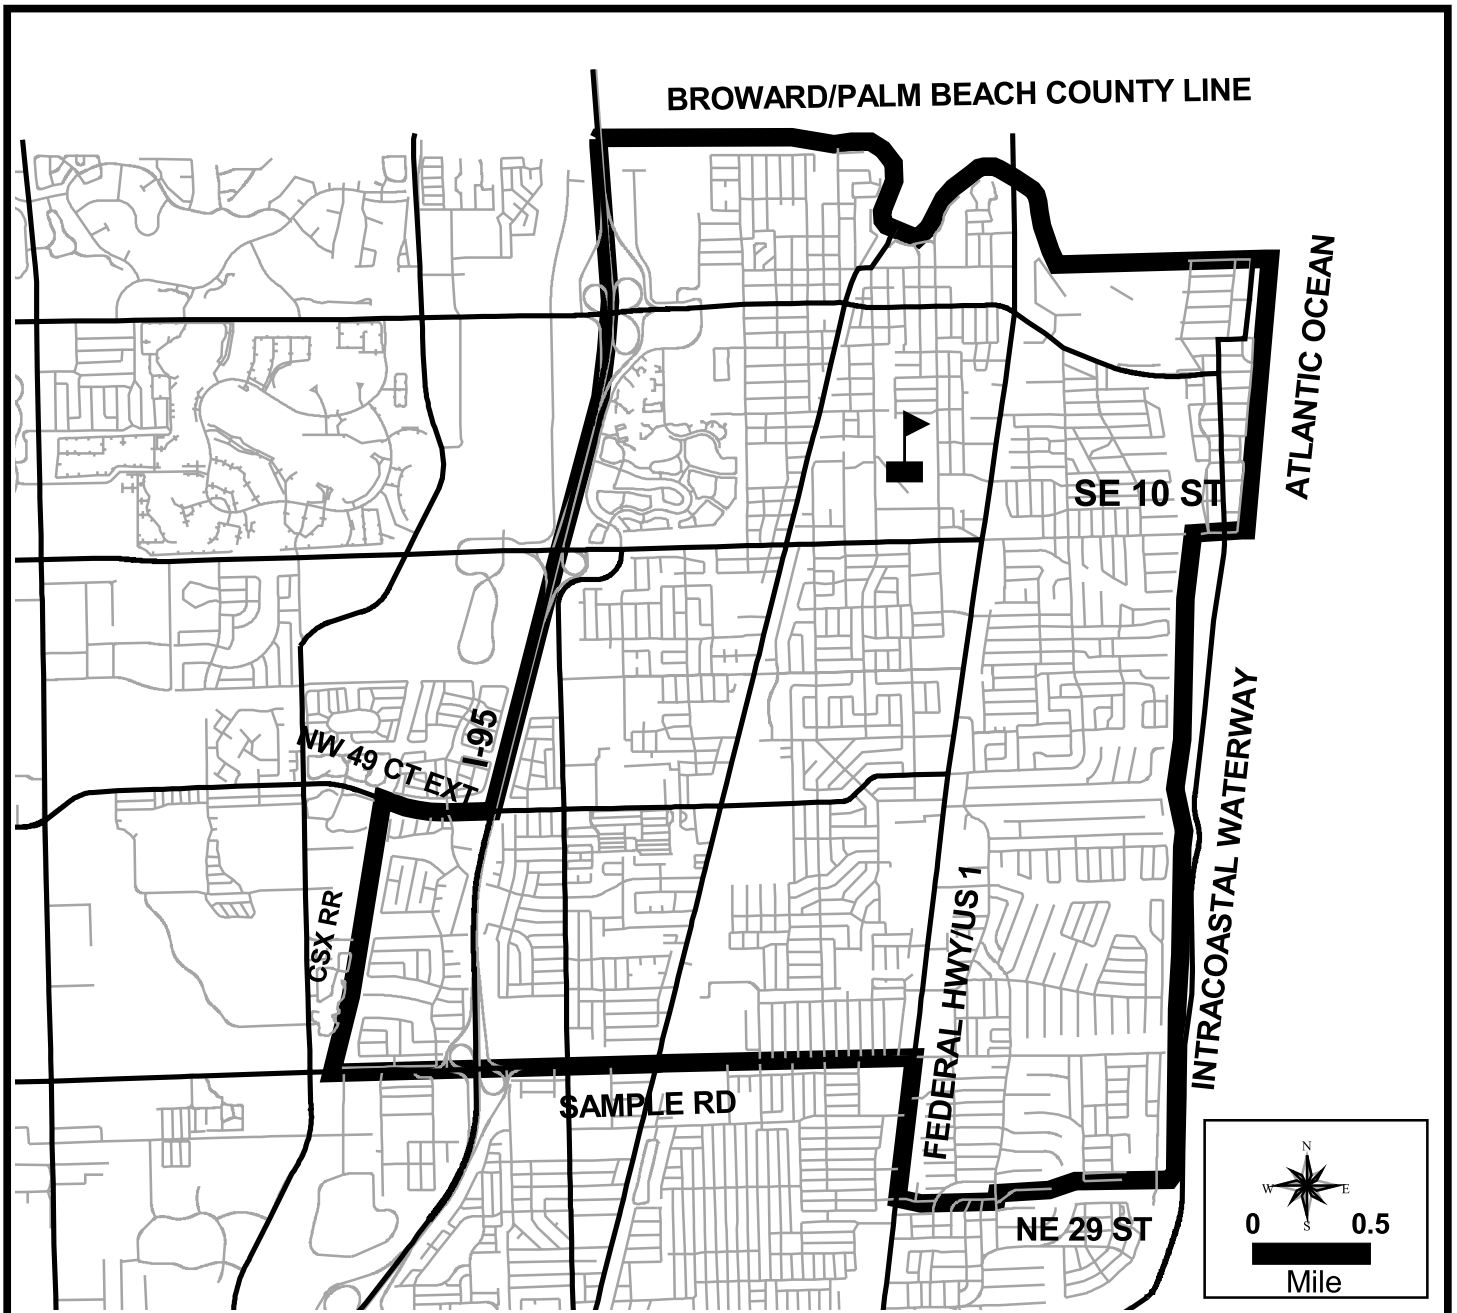 BROWARD/PALM BEACH COUNTY LINE
ATLANTIC OCEAN
SE 10 ST
I-95
NW 49 CT EXT
INTRACOASTAL WATERWAY
CSX RR
FEDERAL HWY/US 1
SAMPLE RD
NE 29 ST
N
W E
S
0 0.5
Mile